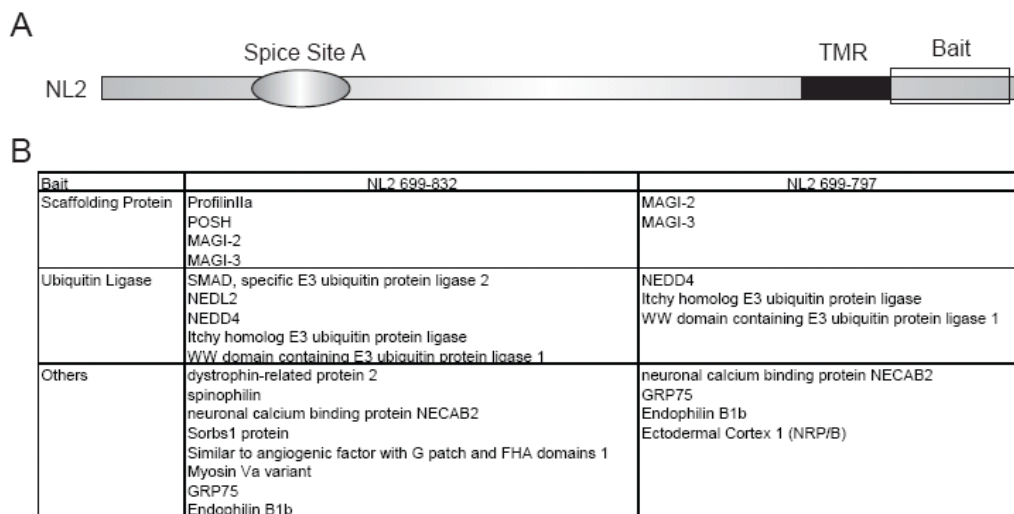 A
Spice Site A
TMR
Bait
NL2
B
Bait NL2 699-832 NL2 699-797
Scaffolding Protein ProfilinIIa MAGI-2
POSH MAGI-3
MAGI-2
MAGI-3
Ubiquitin Ligase SMAD, specific E3 ubiquitin protein ligase 2 NEDD4
NEDL2 Itchy homolog E3 ubiquitin protein ligase
NEDD4 WW domain containing E3 ubiquitin protein ligase 1
Itchy homolog E3 ubiquitin protein ligase
WW domain containing E3 ubiquitin protein ligase 1
Others dystrophin-related protein 2 neuronal calcium binding protein NECAB2
spinophilin GRP75
neuronal calcium binding protein NECAB2 Endophilin B1b
Sorbs1 protein Ectodermal Cortex 1 (NRP/B)
Similar to angiogenic factor with G patch and FHA domains 1
Myosin Va variant
GRP75
Endophilin B1b